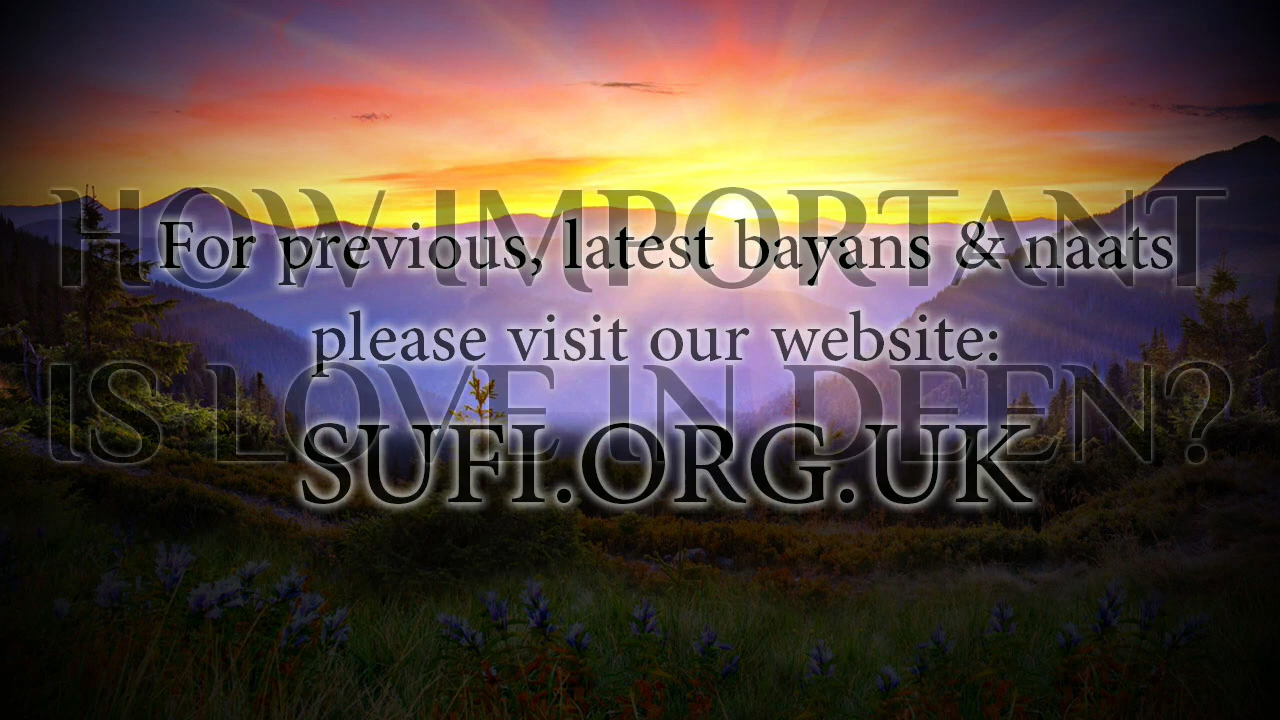 HOW IMPORTANT
For previous, latest bayans & naats
please visit our website:
IS LOVE IN DEEN?
SUFI.ORG.UK